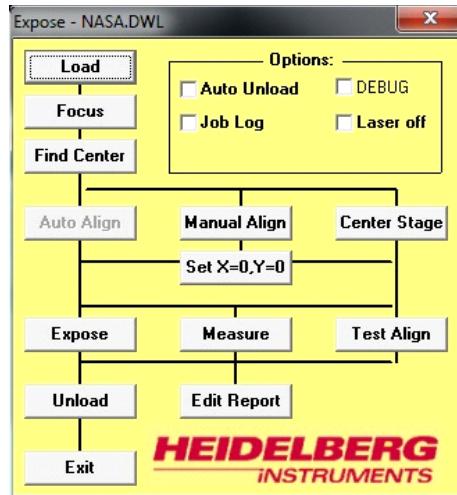 Expose - NASA.DWL
Load
Options:
Auto Unload
DEBUG
Focus
Job Log
Laser off
Find Center
Auto Align
Manual Align
Center Stage
Set X=0,Y=0
Expose
Measure
Test Align
Unload
Edit Report
Exit
HEIDELBERG
INSTRUMENTS